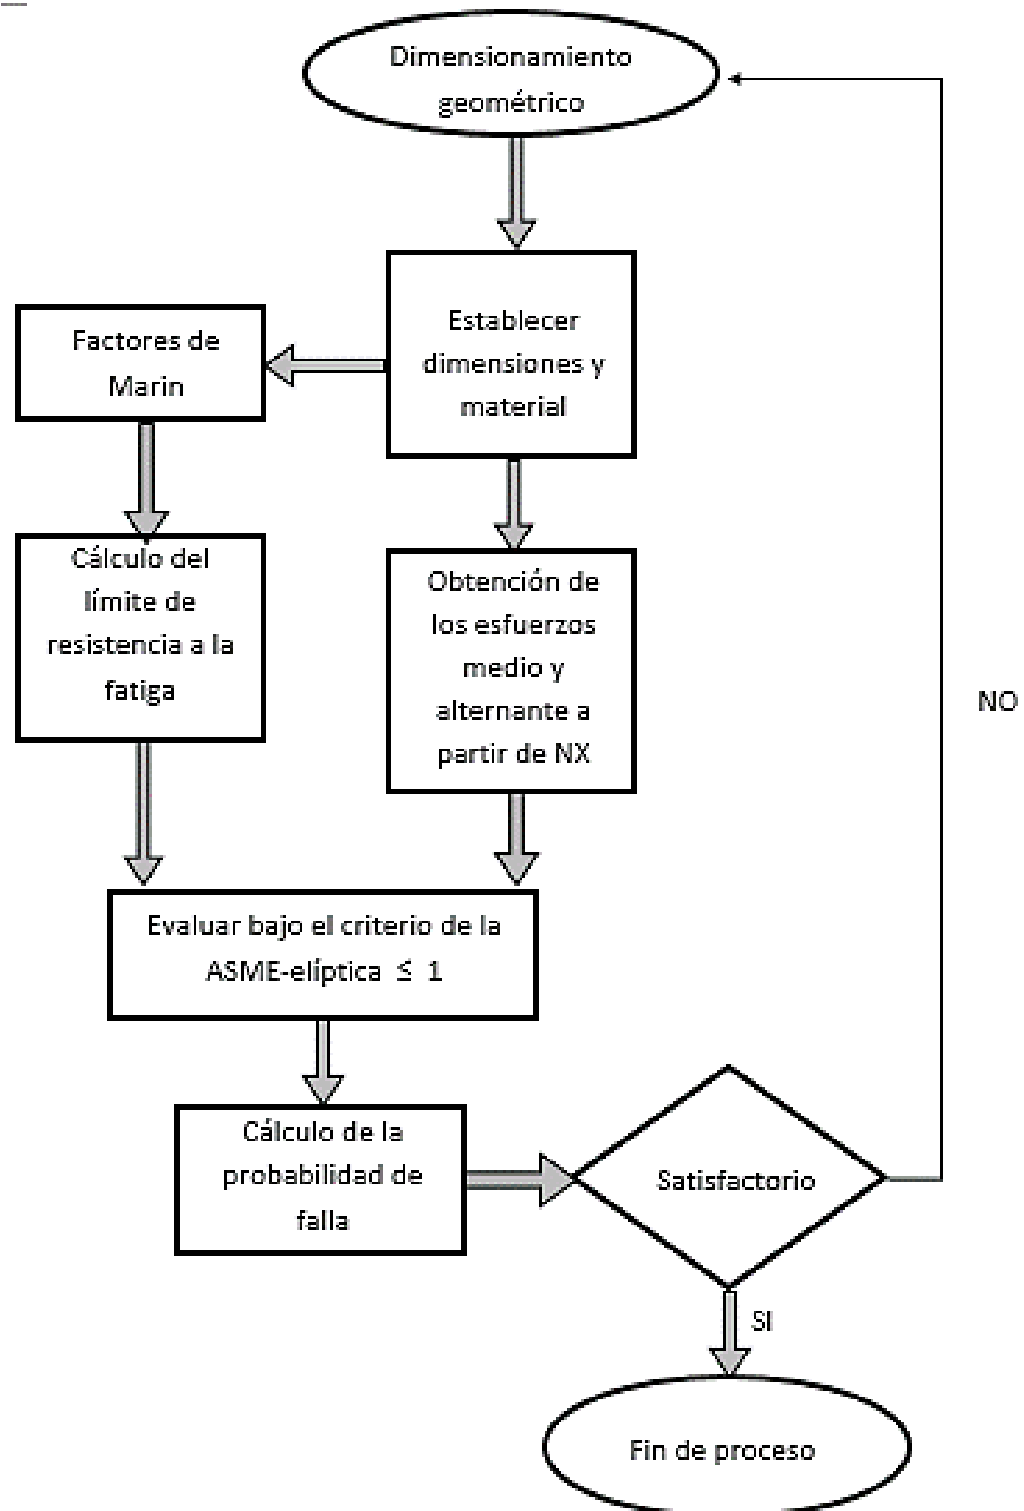 Dimensionamiento
geométrico
Establecer
dimensiones y
material
Factores de
Marin
Cálculo del
límite de
resistencia a la
fatiga
Obtención de
los esfuerzos
medio y
alternante a
partir de NX
NO
Evaluar bajo el criterio de la
ASME-elíptica ≤ 1
Cálculo de la
probabilidad de
falla
Satisfactorio
SI
Fin de proceso